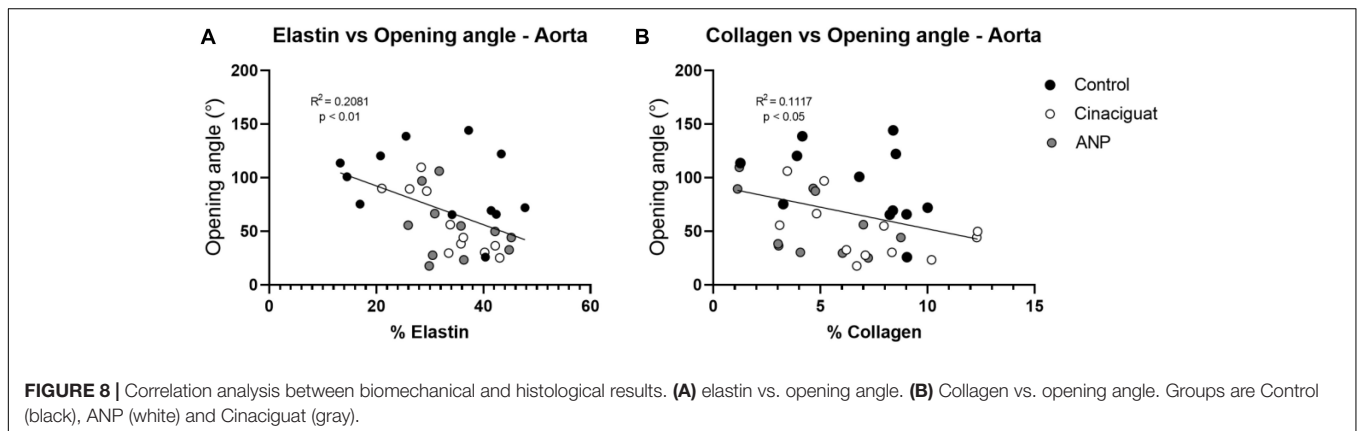 A Elastin vs Opening angle - Aorta
200
150
100
50
0
Opening angle (°)
R² = 0.2081
p < 0.01
0 20 40 60
% Elastin
B Collagen vs Opening angle - Aorta
200
150
100
50
0
Opening angle (°)
R² = 0.1117
p < 0.05
0 5 10 15
% Collagen
Control
Cinaciguat
ANP
FIGURE 8 | Correlation analysis between biomechanical and histological results. (A) elastin vs. opening angle. (B) Collagen vs. opening angle. Groups are Control
(black), ANP (white) and Cinaciguat (gray).